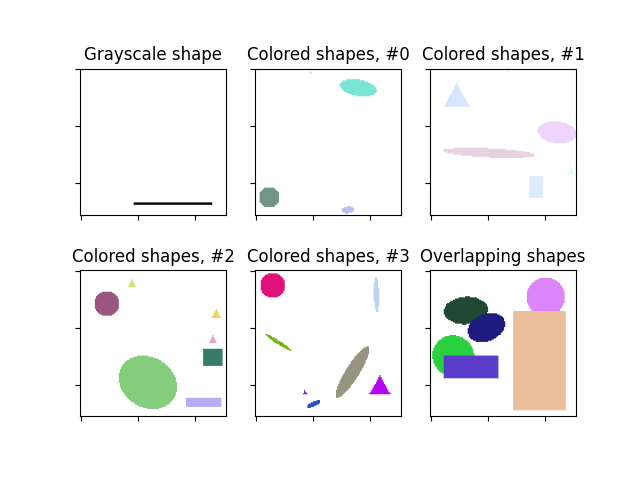 Grayscale shape
Colored shapes, #0
Colored shapes, #1
Colored shapes, #2
Colored shapes, #3
Overlapping shapes